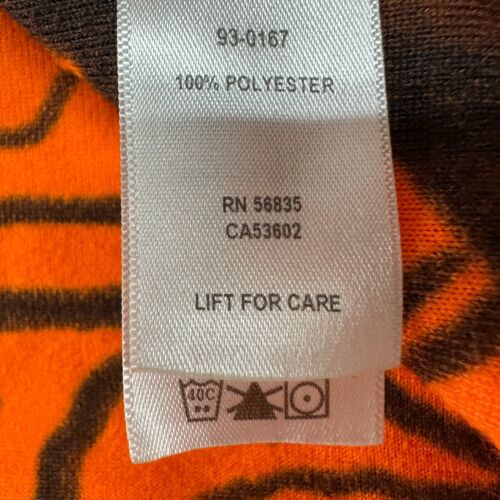 93-0167
100% POLYESTER
RN 56835
CA53602
LIFT FOR CARE
40C